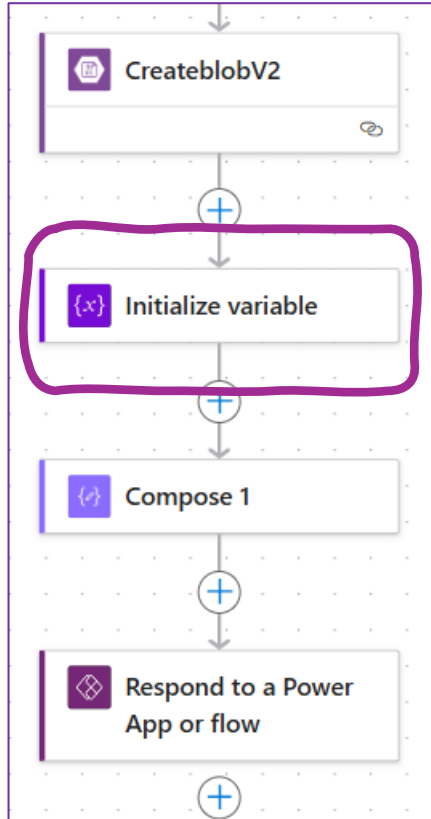 CreateblobV2
{x} Initialize variable
Compose 1
Respond to a Power
App or flow